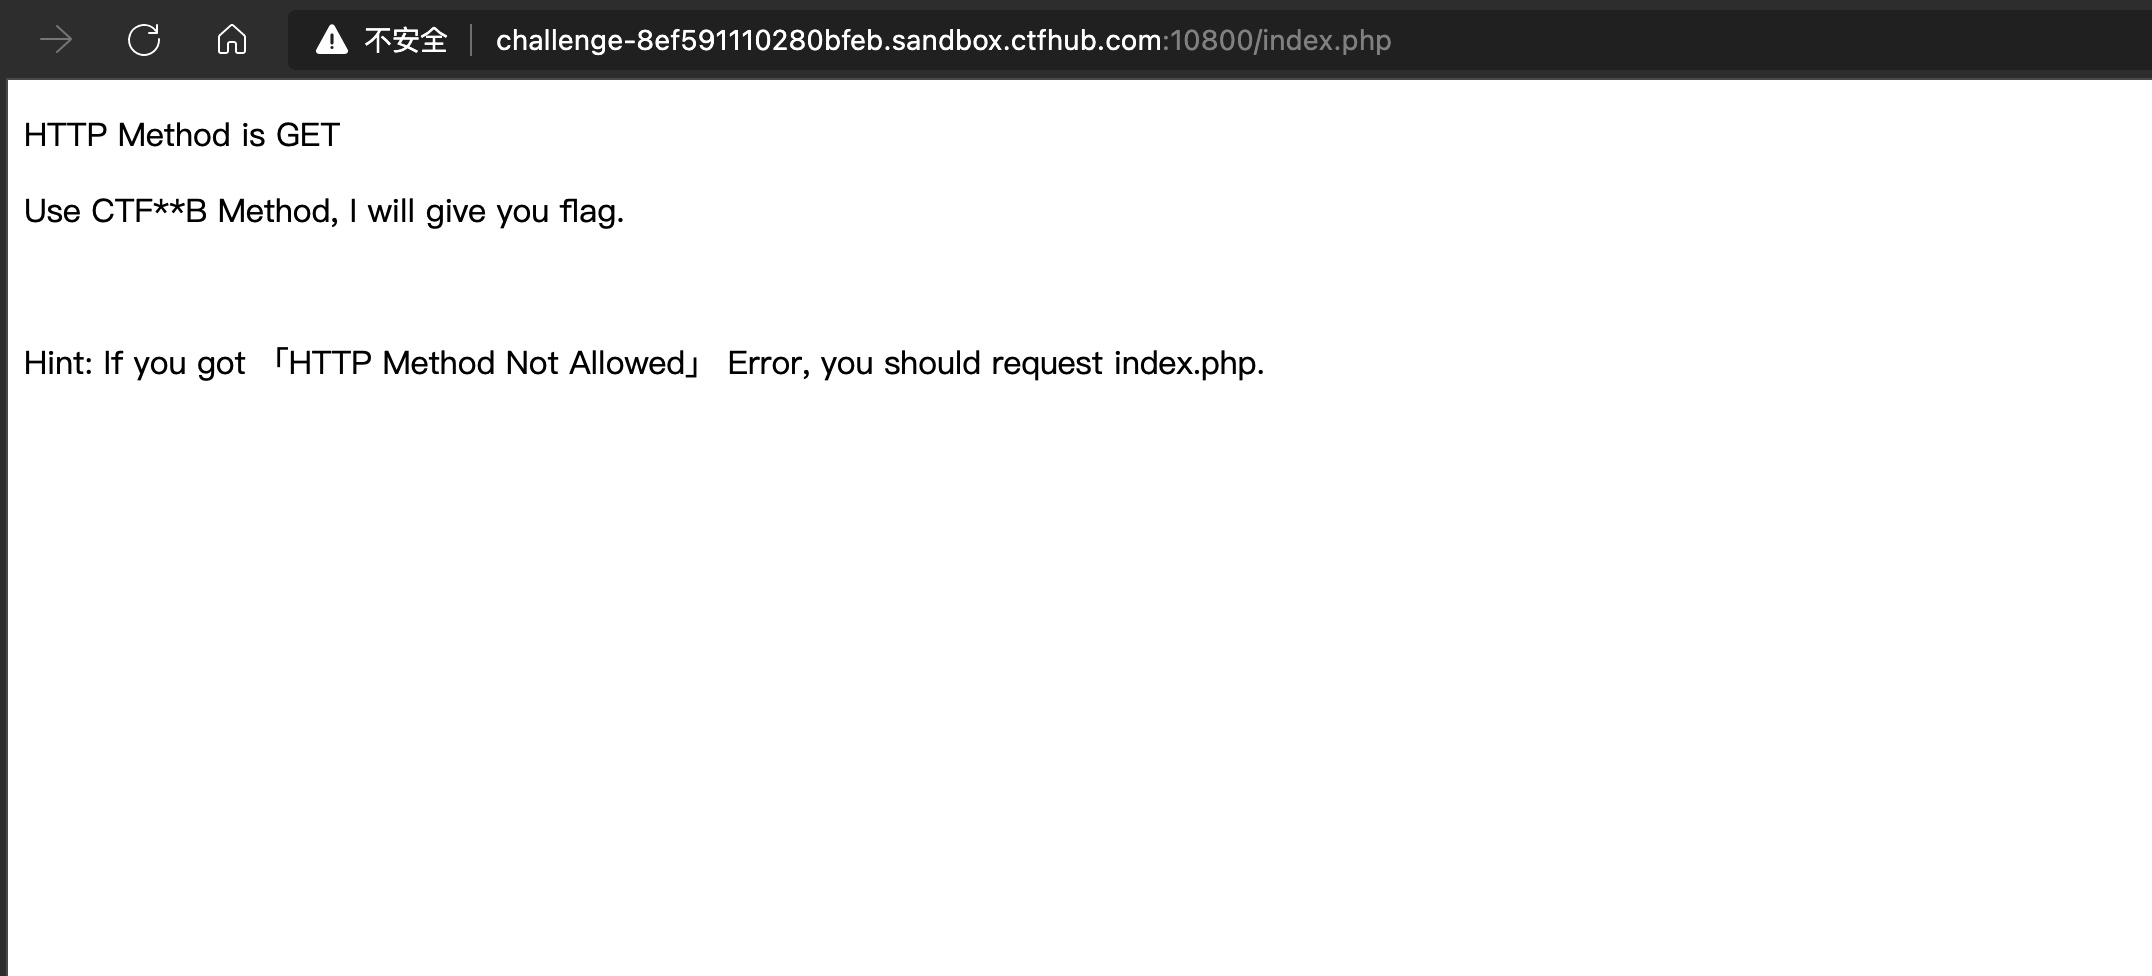 不安全 challenge-8ef591110280bfeb.sandbox.ctfhub.com:10800/index.php
HTTP Method is GET
Use CTF**B Method, I will give you flag.
Hint: If you got 「HTTP Method Not Allowed」 Error, you should request index.php.